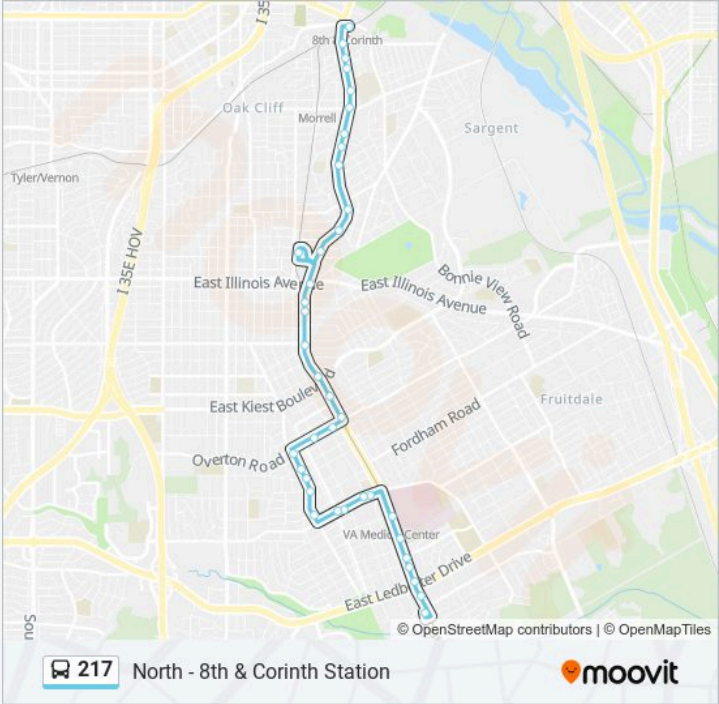 I 35
8th & Corinth
Oak Cliff
Morrell
Sargent
Tyler/Vernon
I 35E HOV
East Illinois Avenue
East Illinois Avenue
Bonnie View Road
East Kiest Boulevard
Fruitdale
Fordham Road
Overton Road
VA Medical Center
East Ledbetter Drive
Sou
© OpenStreetMap contributors | © OpenMapTiles
217 North - 8th & Corinth Station
moovit